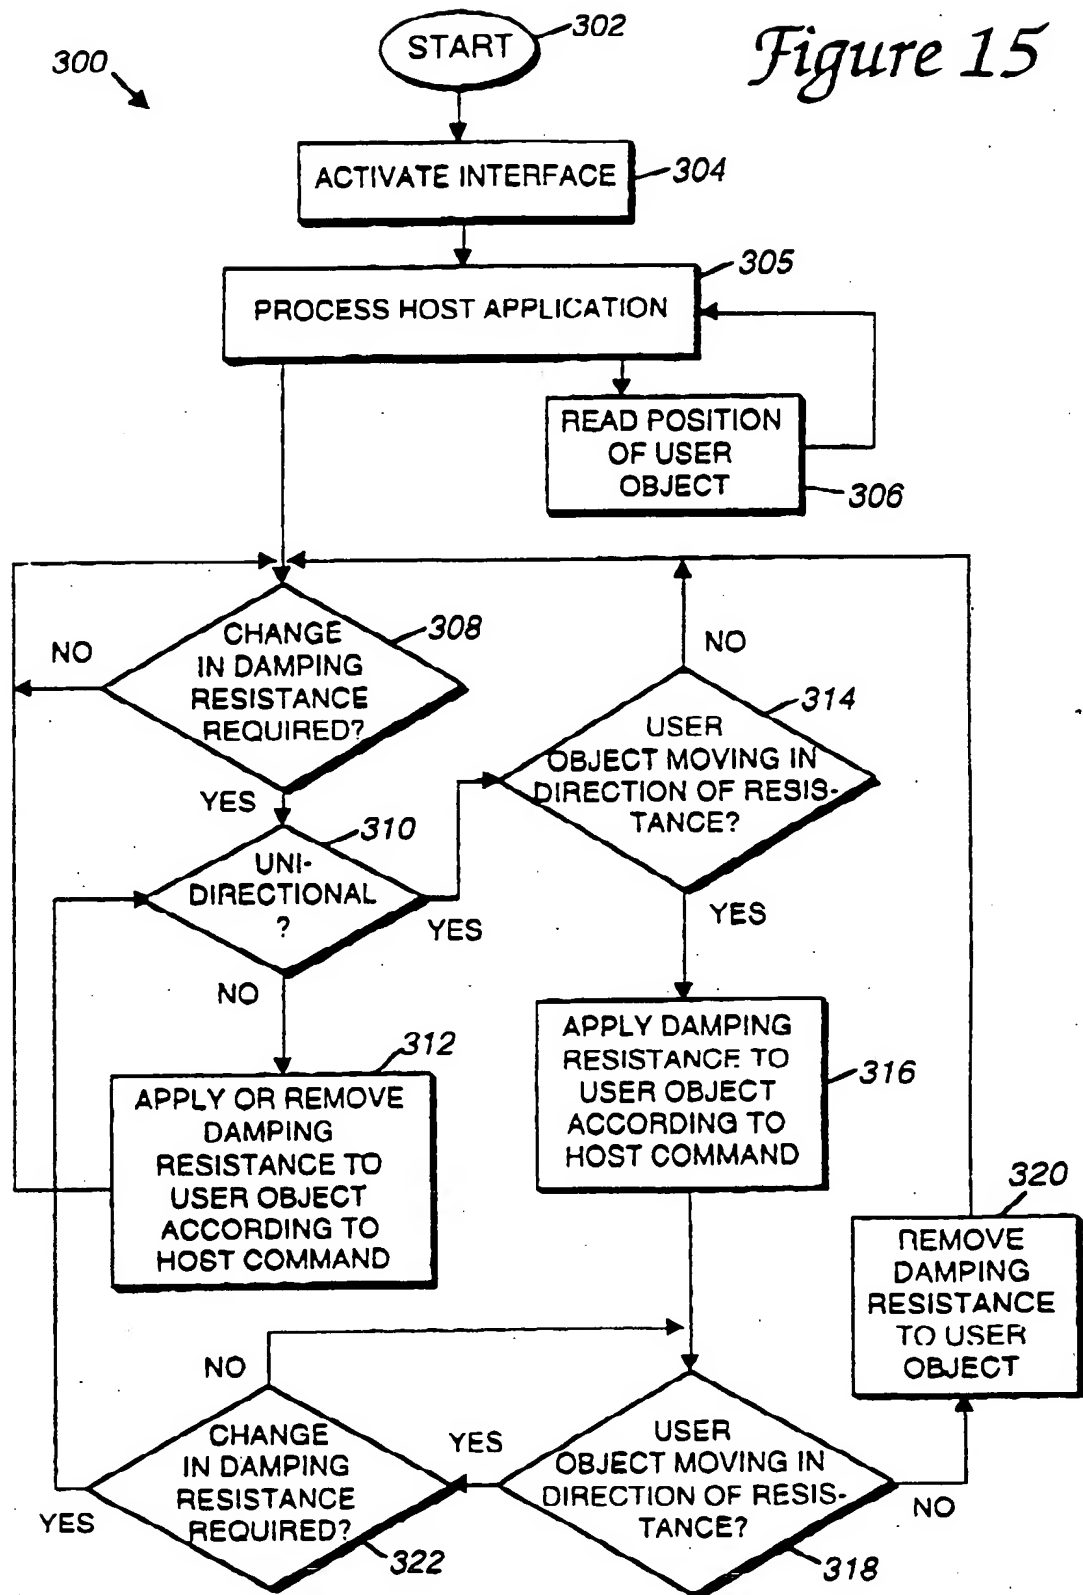 Figure 15
300
START
302
ACTIVATE INTERFACE
304
PROCESS HOST APPLICATION
305
READ POSITION
OF USER
OBJECT
306
CHANGE
IN DAMPING
RESISTANCE
REQUIRED?
308
NO
YES
UNI-
DIRECTIONAL
?
310
YES
NO
USER
OBJECT MOVING IN
DIRECTION OF RESIS-
TANCE?
314
NO
YES
APPLY OR REMOVE
DAMPING
RESISTANCE TO
USER OBJECT
ACCORDING TO
HOST COMMAND
312
APPLY DAMPING
RESISTANCE TO
USER OBJECT
ACCORDING TO
HOST COMMAND
316
REMOVE
DAMPING
RESISTANCE
TO USER
OBJECT
320
CHANGE
IN DAMPING
RESISTANCE
REQUIRED?
322
NO
YES
YES
USER
OBJECT MOVING IN
DIRECTION OF RESIS-
TANCE?
318
NO